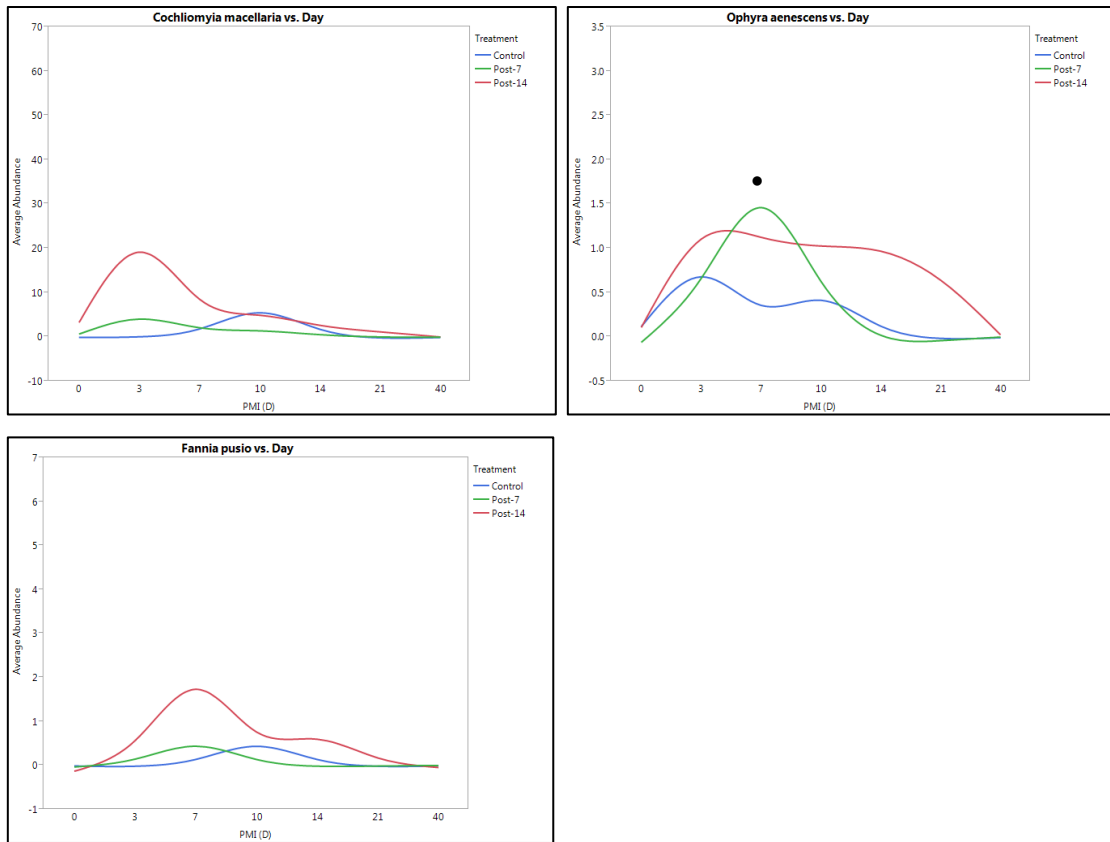 Cochliomyia macellaria vs. Day
70
60
50
40
30
20
10
0
-10
Average Abundance
0 3 7 10 14 21 40
PMI (D)
Treatment
Control
Post-7
Post-14
Ophyra aenescens vs. Day
3.5
3.0
2.5
2.0
1.5
1.0
0.5
0.0
-0.5
Average Abundance
0 3 7 10 14 21 40
PMI (D)
Treatment
Control
Post-7
Post-14
Fannia pusio vs. Day
7
6
5
4
3
2
1
0
-1
Average Abundance
0 3 7 10 14 21 40
PMI (D)
Treatment
Control
Post-7
Post-14